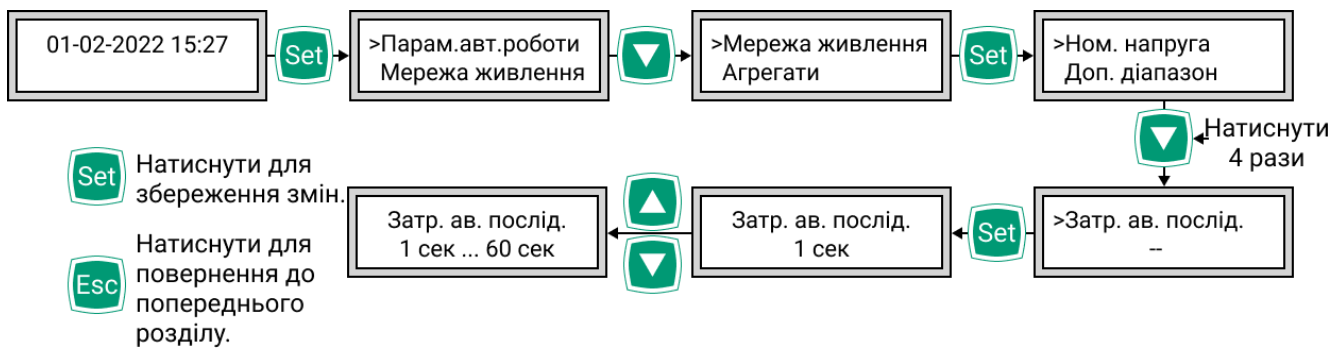 01-02-2022 15:27
Set
>Парам.авт.роботи
Мережа живлення
>Мережа живлення
Агрегати
Set
>Ном. напруга
Доп. діапазон
Натиснути
4 рази
>Затр. ав. послід.
--
Set
Затр. ав. послід.
1 сек
Затр. ав. послід.
1 сек ... 60 сек
Set
Натиснути для
збереження змін.
Esc
Натиснути для
повернення до
попереднього
розділу.